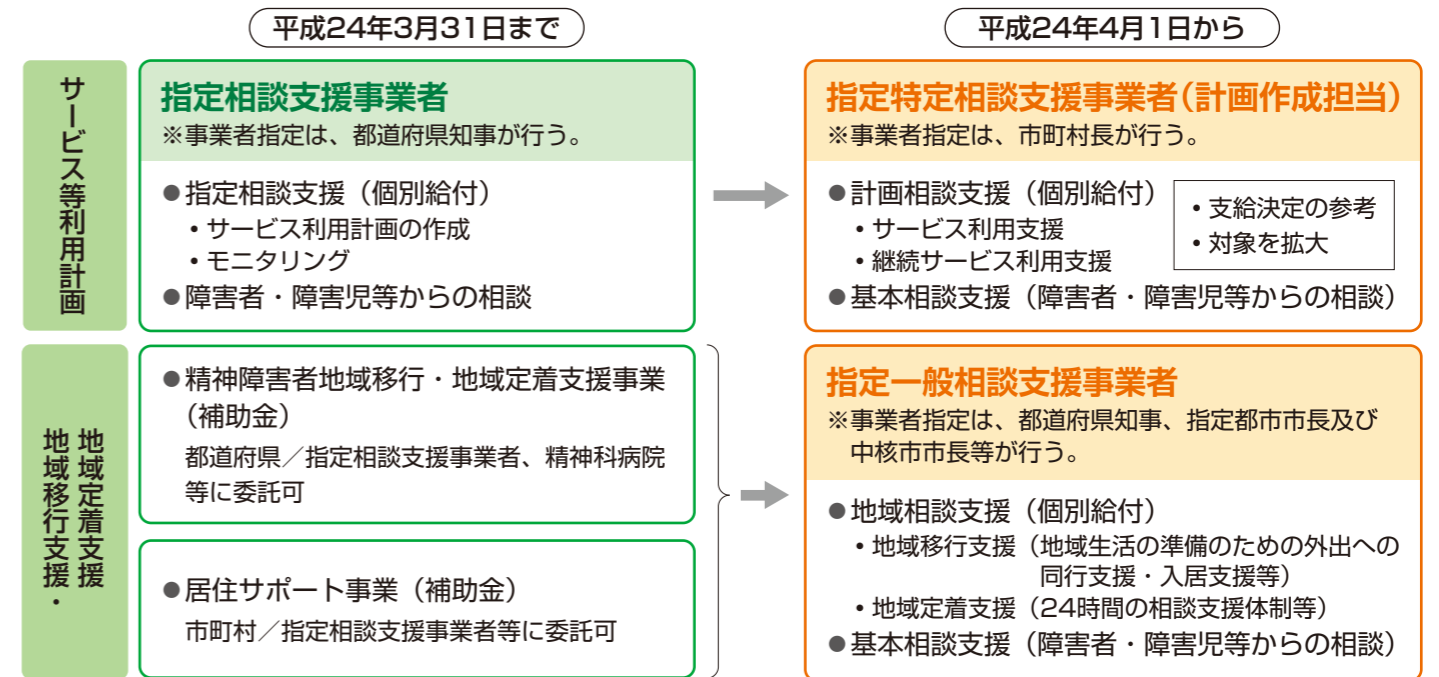 平成24年3月31日まで
平成24年4月1日から
サービス等利用計画
指定相談支援事業者
※事業者指定は、都道府県知事が行う。
●指定相談支援（個別給付）
・サービス利用計画の作成
・モニタリング
●障害者・障害児等からの相談
指定特定相談支援事業者（計画作成担当）
※事業者指定は、市町村長が行う。
●計画相談支援（個別給付）
・サービス利用支援
・継続サービス利用支援
●基本相談支援（障害者・障害児等からの相談）
・支給決定の参考
・対象を拡大
地域移行支援・
地域定着支援
●精神障害者地域移行・地域定着支援事業
（補助金）
都道府県／指定相談支援事業者、精神科病院
等に委託可
●居住サポート事業（補助金）
市町村／指定相談支援事業者等に委託可
指定一般相談支援事業者
※事業者指定は、都道府県知事、指定都市市長及び
中核市市長等が行う。
●地域相談支援（個別給付）
・地域移行支援（地域生活の準備のための外出への
同行支援・入居支援等）
・地域定着支援（24時間の相談支援体制等）
●基本相談支援（障害者・障害児等からの相談）